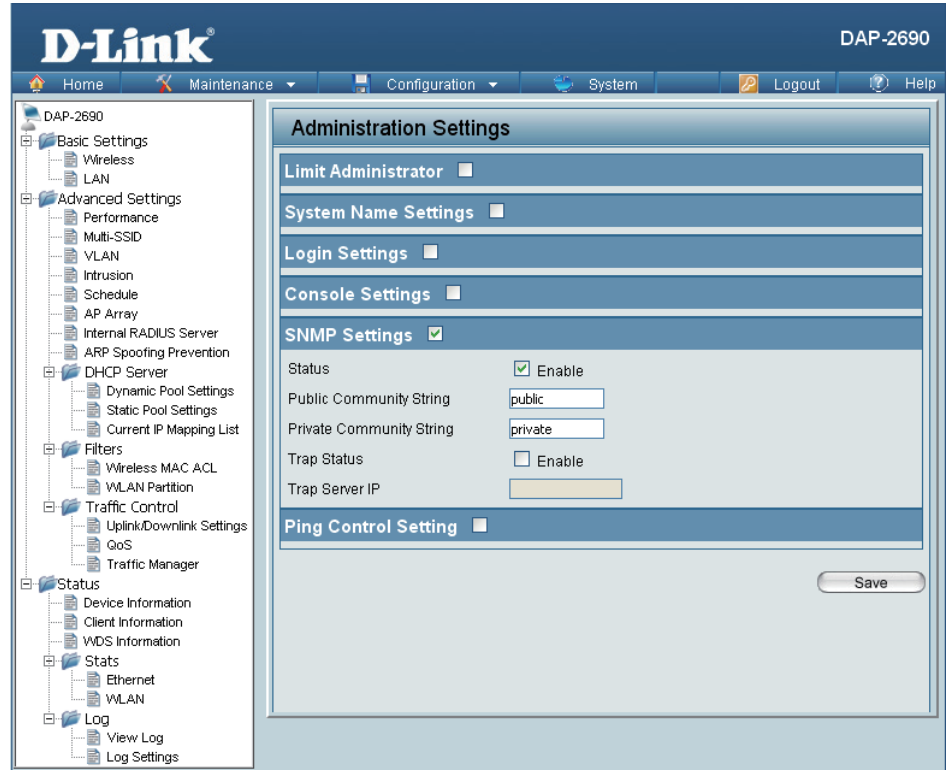 D-Link®
DAP-2690
Home Maintenance Configuration System Logout Help
DAP-2690
Basic Settings
Wireless
LAN
Advanced Settings
Performance
Multi-SSID
VLAN
Intrusion
Schedule
AP Array
Internal RADIUS Server
ARP Spoofing Prevention
DHCP Server
Dynamic Pool Settings
Static Pool Settings
Current IP Mapping List
Filters
Wireless MAC ACL
WLAN Partition
Traffic Control
Uplink/Downlink Settings
QoS
Traffic Manager
Status
Device Information
Client Information
WDS Information
Stats
Ethernet
WLAN
Log
View Log
Log Settings
Administration Settings
Limit Administrator
System Name Settings
Login Settings
Console Settings
SNMP Settings
Status Enable
Public Community String public
Private Community String private
Trap Status Enable
Trap Server IP
Ping Control Setting
Save